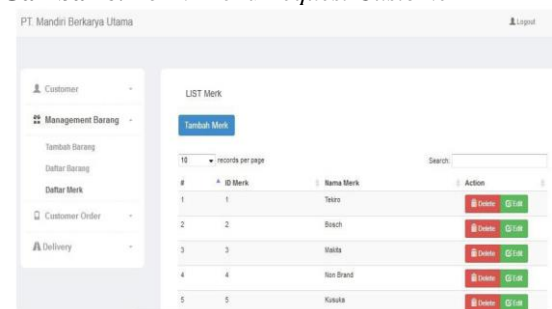 PT. Mandiri Berkarya Utama
Logout
Customer
Management Barang
Tambah Barang
Daftar Barang
Daftar Merk
Customer Order
Delivery
LIST Merk
Tambah Merk
10 records per page
Search:
# ID Merk Nama Merk Action
1 1 Delete Edit
2 2 Bosch Delete Edit
3 3 Makita Delete Edit
4 4 Non Brand Delete Edit
5 5 Delete Edit